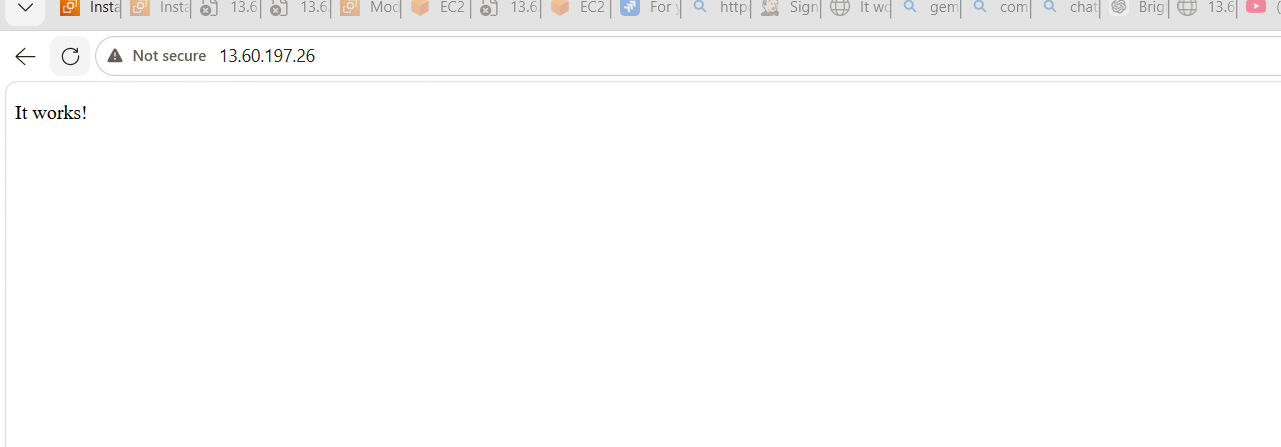 Insta Insta 13.6 13.6 Mod EC2 13.6 EC2 For http Sign It wo gem com chat Brig 13.6
Not secure 13.60.197.26
It works!